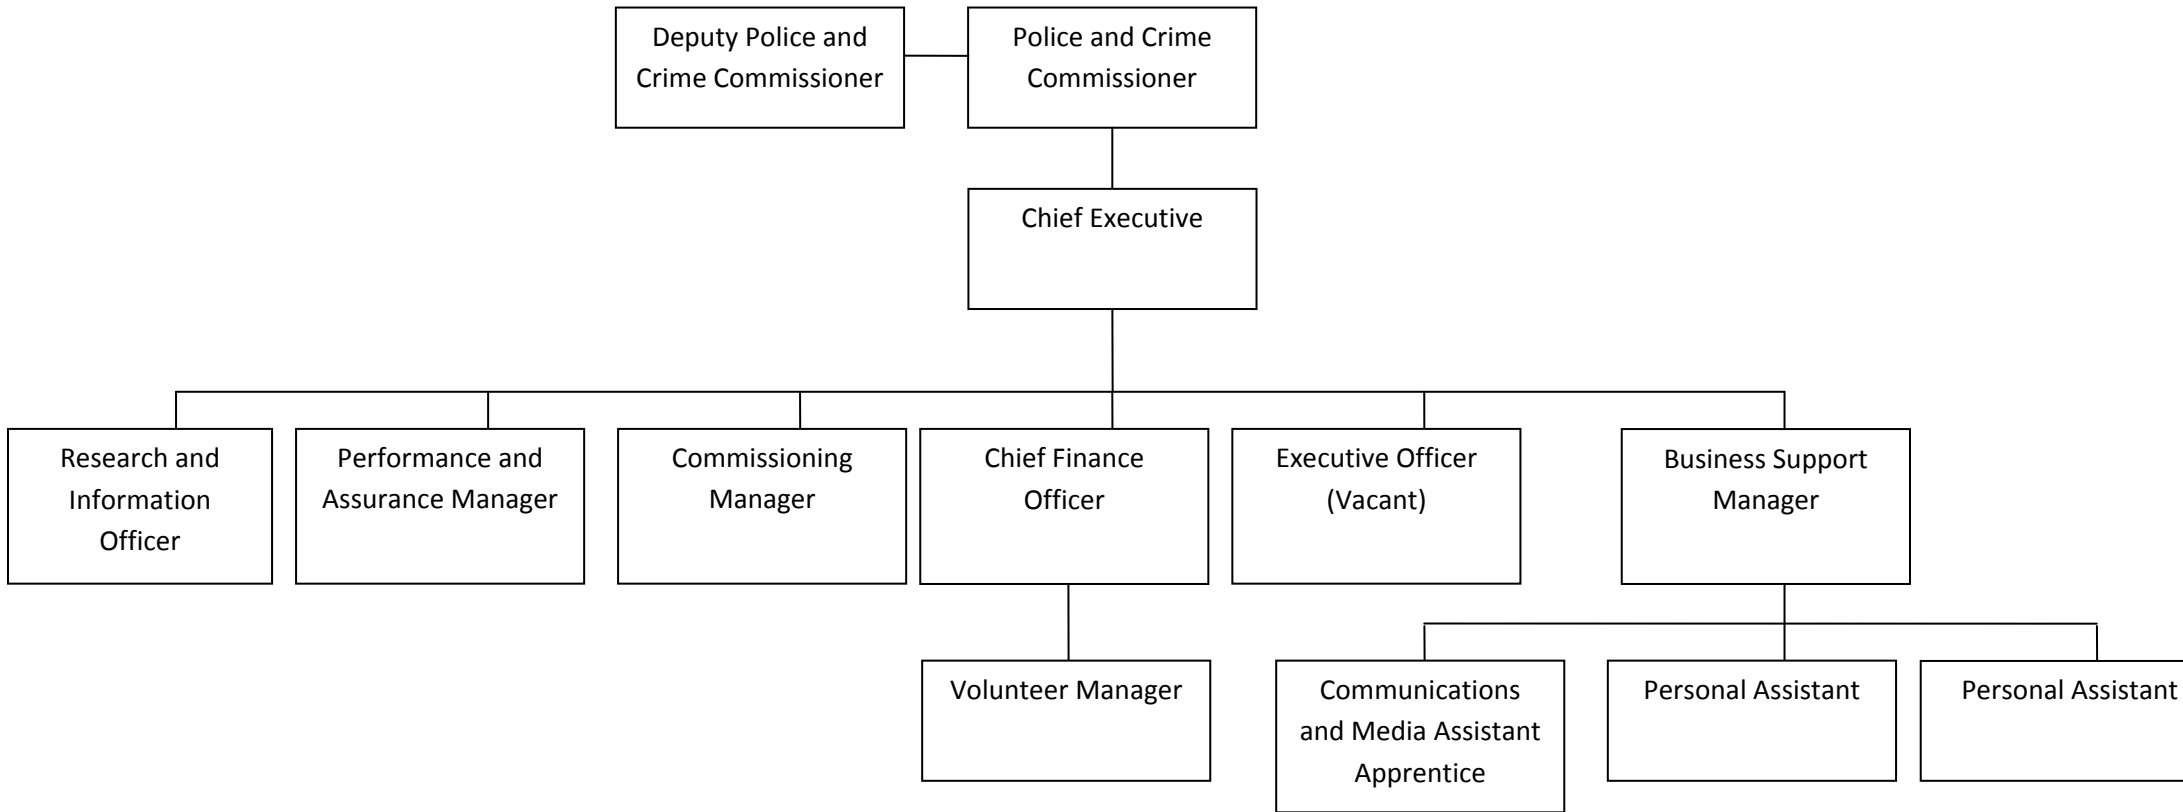 Deputy Police and
Crime Commissioner
Police and Crime
Commissioner
Chief Executive
Research and
Information
Officer
Performance and
Assurance Manager
Commissioning
Manager
Chief Finance
Officer
Executive Officer
(Vacant)
Business Support
Manager
Volunteer Manager
Communications
and Media Assistant
Apprentice
Personal Assistant
Personal Assistant